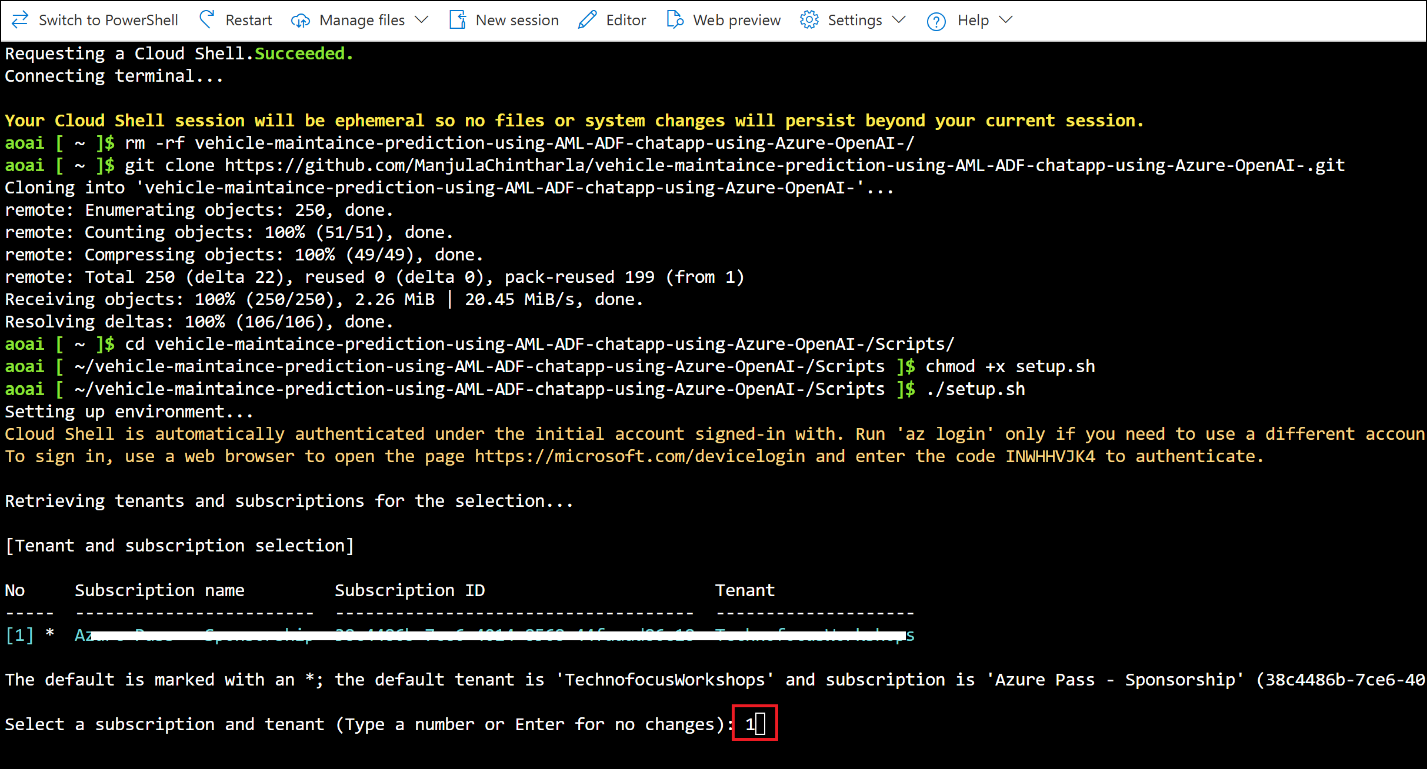 Switch to PowerShell Restart Manage files New session Editor Web preview Settings Help
Requesting a Cloud Shell.Succeeded.
Connecting terminal...
Your Cloud Shell session will be ephemeral so no files or system changes will persist beyond your current session.
aoai [ ~ ]$ rm -rf vehicle-maintaince-prediction-using-AML-ADF-chatapp-using-Azure-OpenAI-/
aoai [ ~ ]$ git clone https://github.com/ManjulaChintharla/vehicle-maintaince-prediction-using-AML-ADF-chatapp-using-Azure-OpenAI-.git
Cloning into 'vehicle-maintaince-prediction-using-AML-ADF-chatapp-using-Azure-OpenAI-'...
remote: Enumerating objects: 250, done.
remote: Counting objects: 100% (51/51), done.
remote: Compressing objects: 100% (49/49), done.
remote: Total 250 (delta 22), reused 0 (delta 0), pack-reused 199 (from 1)
Receiving objects: 100% (250/250), 2.26 MiB | 20.45 MiB/s, done.
Resolving deltas: 100% (106/106), done.
aoai [ ~ ]$ cd vehicle-maintaince-prediction-using-AML-ADF-chatapp-using-Azure-OpenAI-/Scripts/
aoai [ ~/vehicle-maintaince-prediction-using-AML-ADF-chatapp-using-Azure-OpenAI-/Scripts ]$ chmod +x setup.sh
aoai [ ~/vehicle-maintaince-prediction-using-AML-ADF-chatapp-using-Azure-OpenAI-/Scripts ]$ ./setup.sh
Setting up environment...
Cloud Shell is automatically authenticated under the initial account signed-in with. Run 'az login' only if you need to use a different accoun
To sign in, use a web browser to open the page https://microsoft.com/devicelogin and enter the code INWHHVJK4 to authenticate.
Retrieving tenants and subscriptions for the selection...
[Tenant and subscription selection]
No Subscription name Subscription ID Tenant
----- ------------------------ ------------------------------------ --------------------
[1] *
The default is marked with an *; the default tenant is 'TechnofocusWorkshops' and subscription is 'Azure Pass - Sponsorship' (38c4486b-7ce6-40
Select a subscription and tenant (Type a number or Enter for no changes): 1